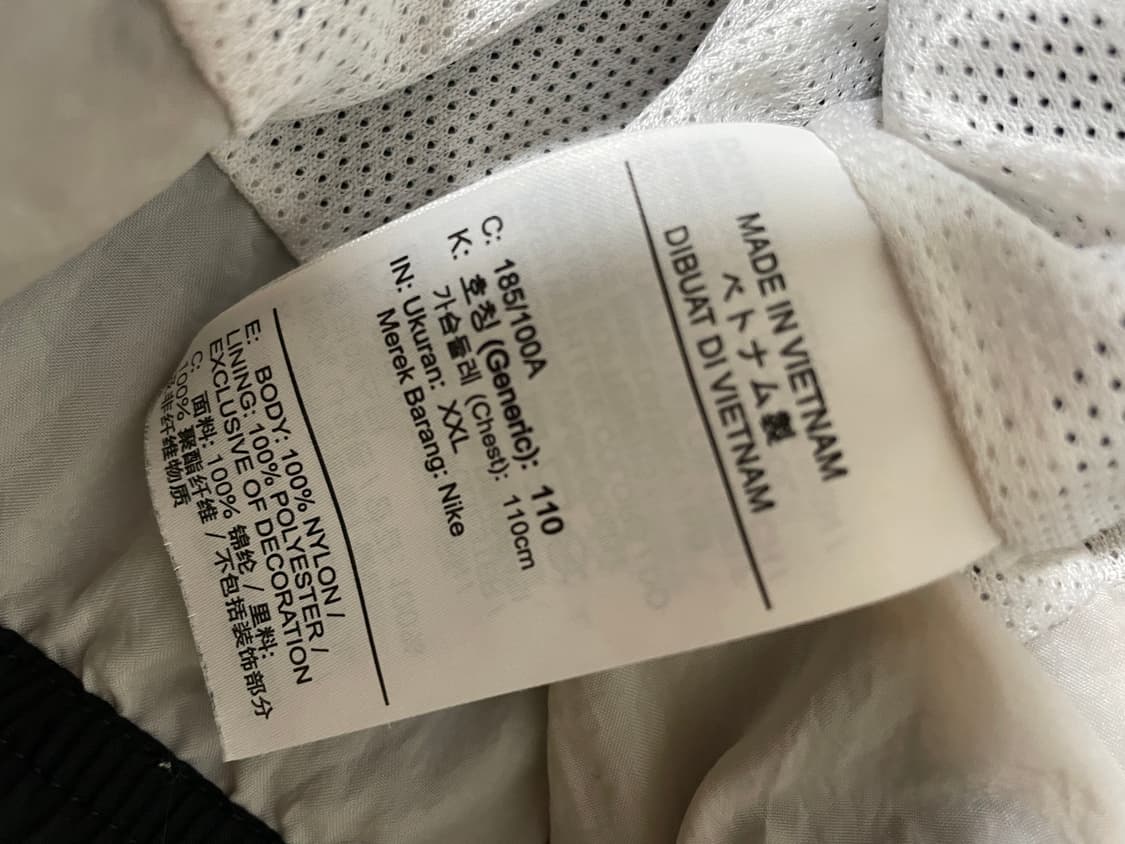 MADE IN VIETNAM
ベトナム製
DIBUAT DI VIETNAM
C: 185/100A
K: 호칭 (Generic): 110
가슴둘레 (Chest): 110cm
IN: Ukuran: XXL
Merek Barang: Nike
E: BODY: 100% NYLON /
LINING: 100% POLYESTER /
EXCLUSIVE OF DECORATION
C: 面料: 100% 锦纶 / 里料:
100% 聚酯纤维 / 不包括装饰部分
非纤维物质